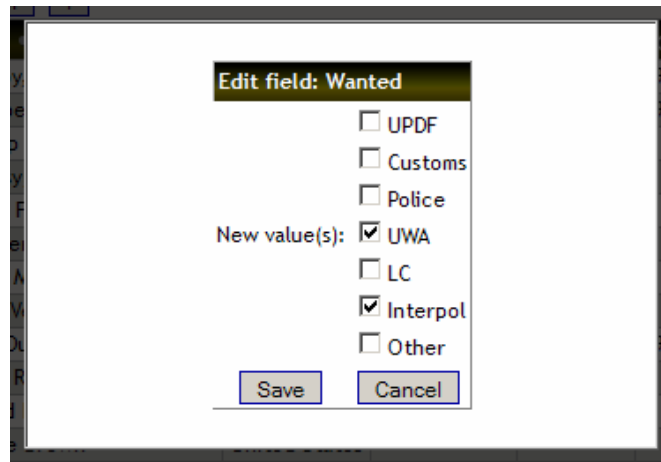 Edit field: Wanted
UPDF
Customs
Police
New value(s): UWA
LC
Interpol
Other
Save Cancel